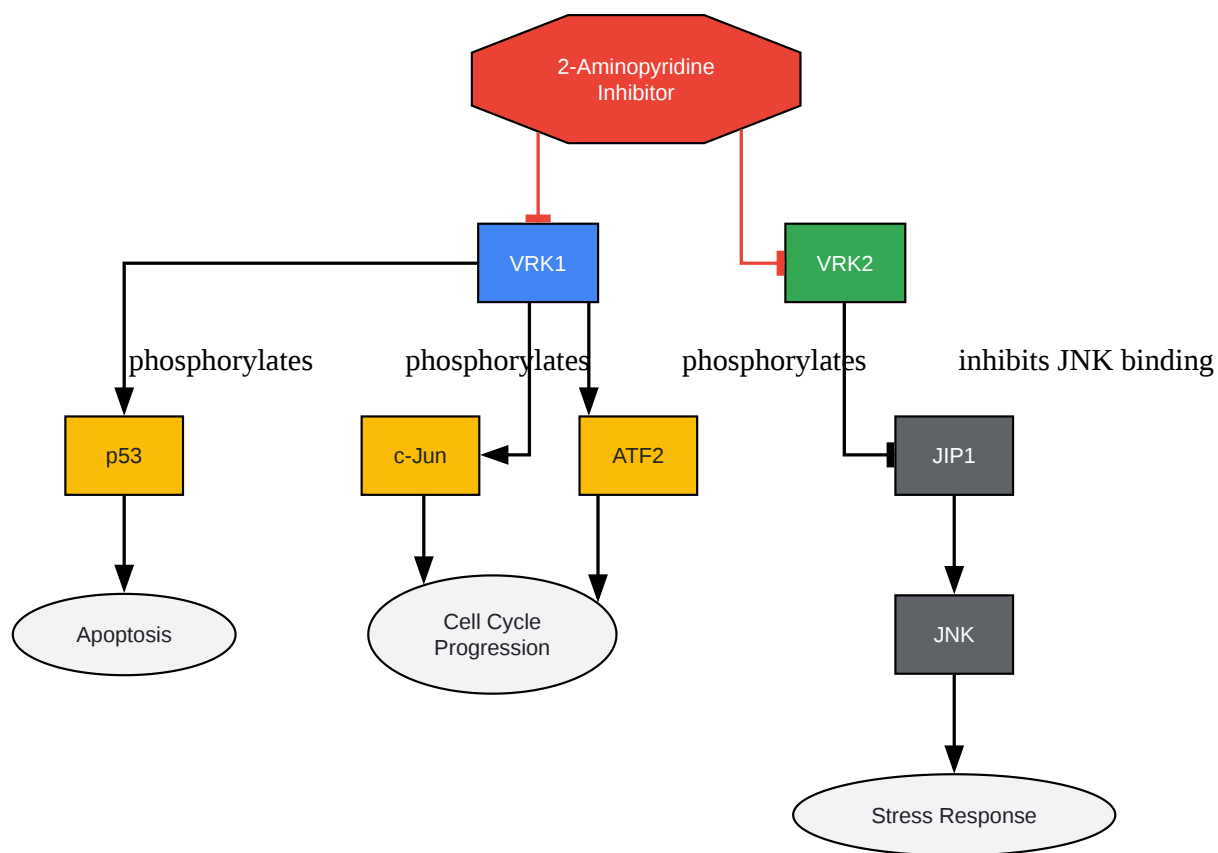 2-Aminopyridine
Inhibitor
VRK1
VRK2
phosphorylates
phosphorylates
phosphorylates
inhibits JNK binding
p53
c-Jun
ATF2
JIP1
Apoptosis
Cell Cycle
Progression
JNK
Stress Response